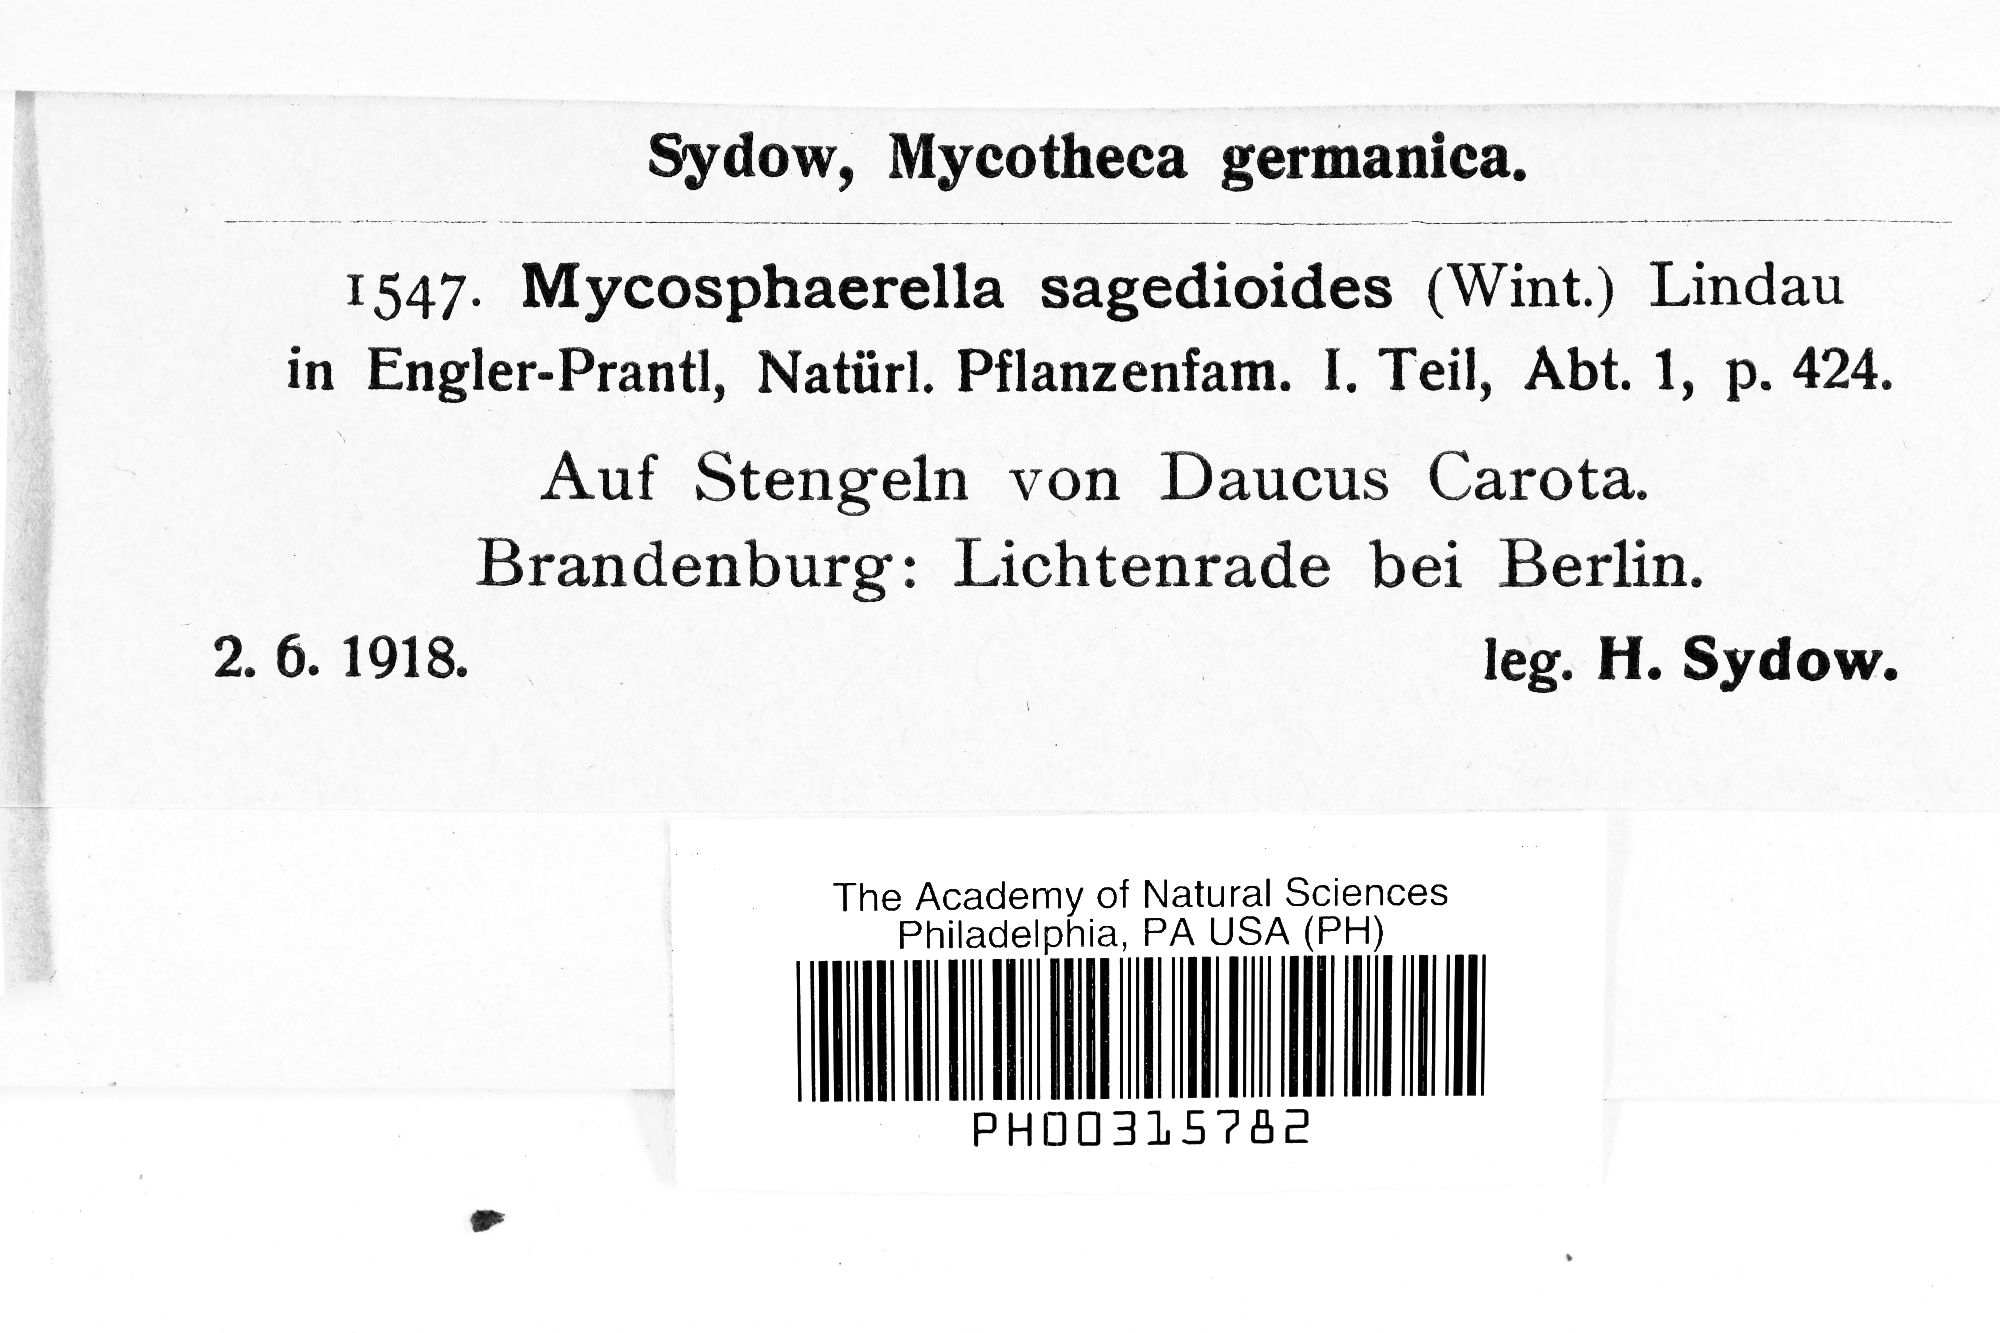 Sydow, Mycotheca germanica.
1547. Mycosphaerella sagedioides (Wint.) Lindau
in Engler-Prantl, Natürl. Pflanzenfam. I. Teil, Abt. 1, p. 424.
Auf Stengeln von Daucus Carota.
Brandenburg: Lichtenrade bei Berlin.
2. 6. 1918. leg. H. Sydow.
The Academy of Natural Sciences
Philadelphia, PA USA (PH)
PH00315782